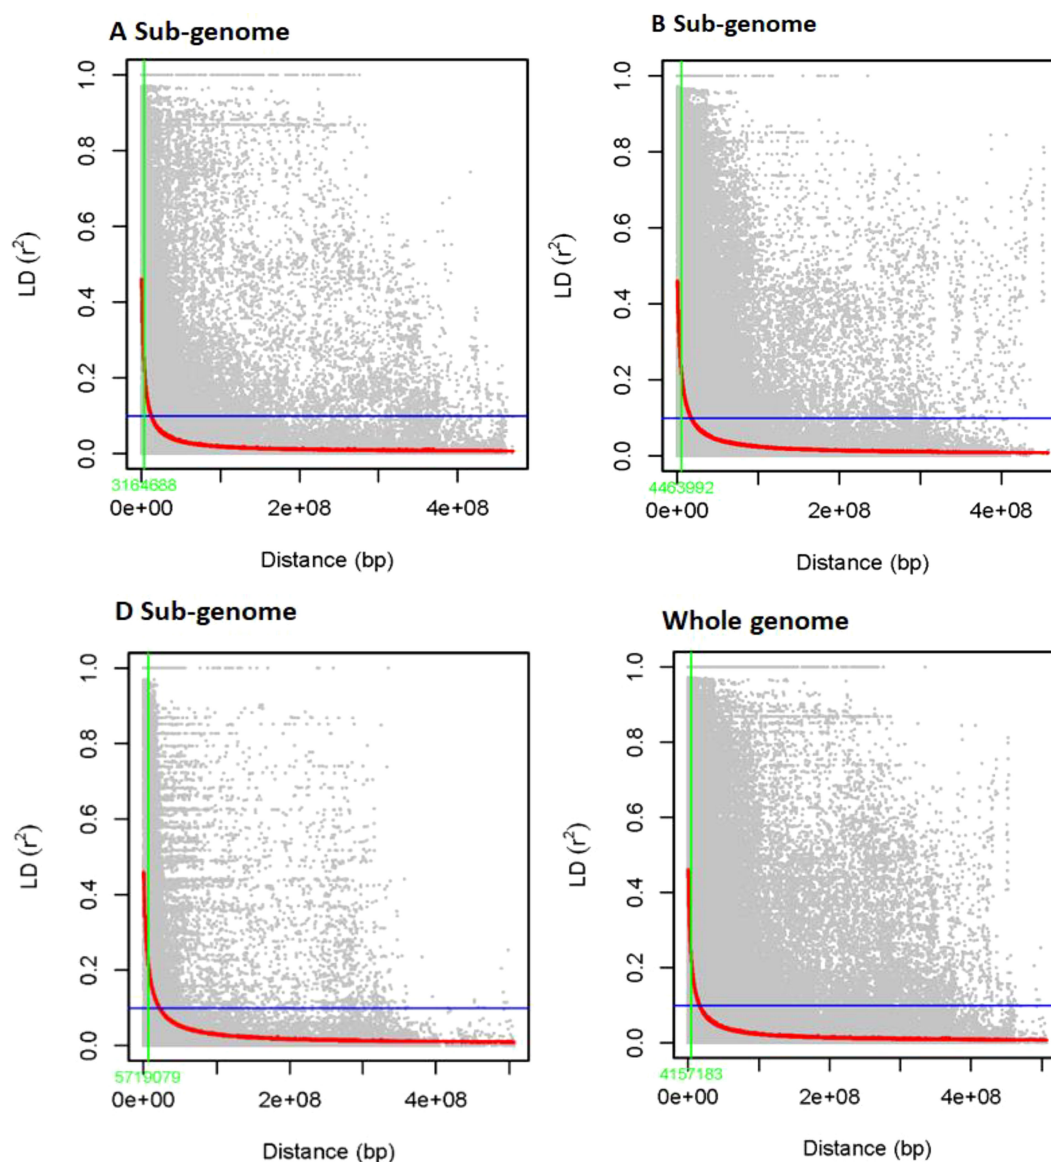 A Sub-genome
LD (r²)
1.0
0.8
0.6
0.4
0.2
0.0
3164688
0e+00 2e+08 4e+08
Distance (bp)
B Sub-genome
LD (r²)
1.0
0.8
0.6
0.4
0.2
0.0
4463992
0e+00 2e+08 4e+08
Distance (bp)
D Sub-genome
LD (r²)
1.0
0.8
0.6
0.4
0.2
0.0
5719079
0e+00 2e+08 4e+08
Distance (bp)
Whole genome
LD (r²)
1.0
0.8
0.6
0.4
0.2
0.0
4157183
0e+00 2e+08 4e+08
Distance (bp)